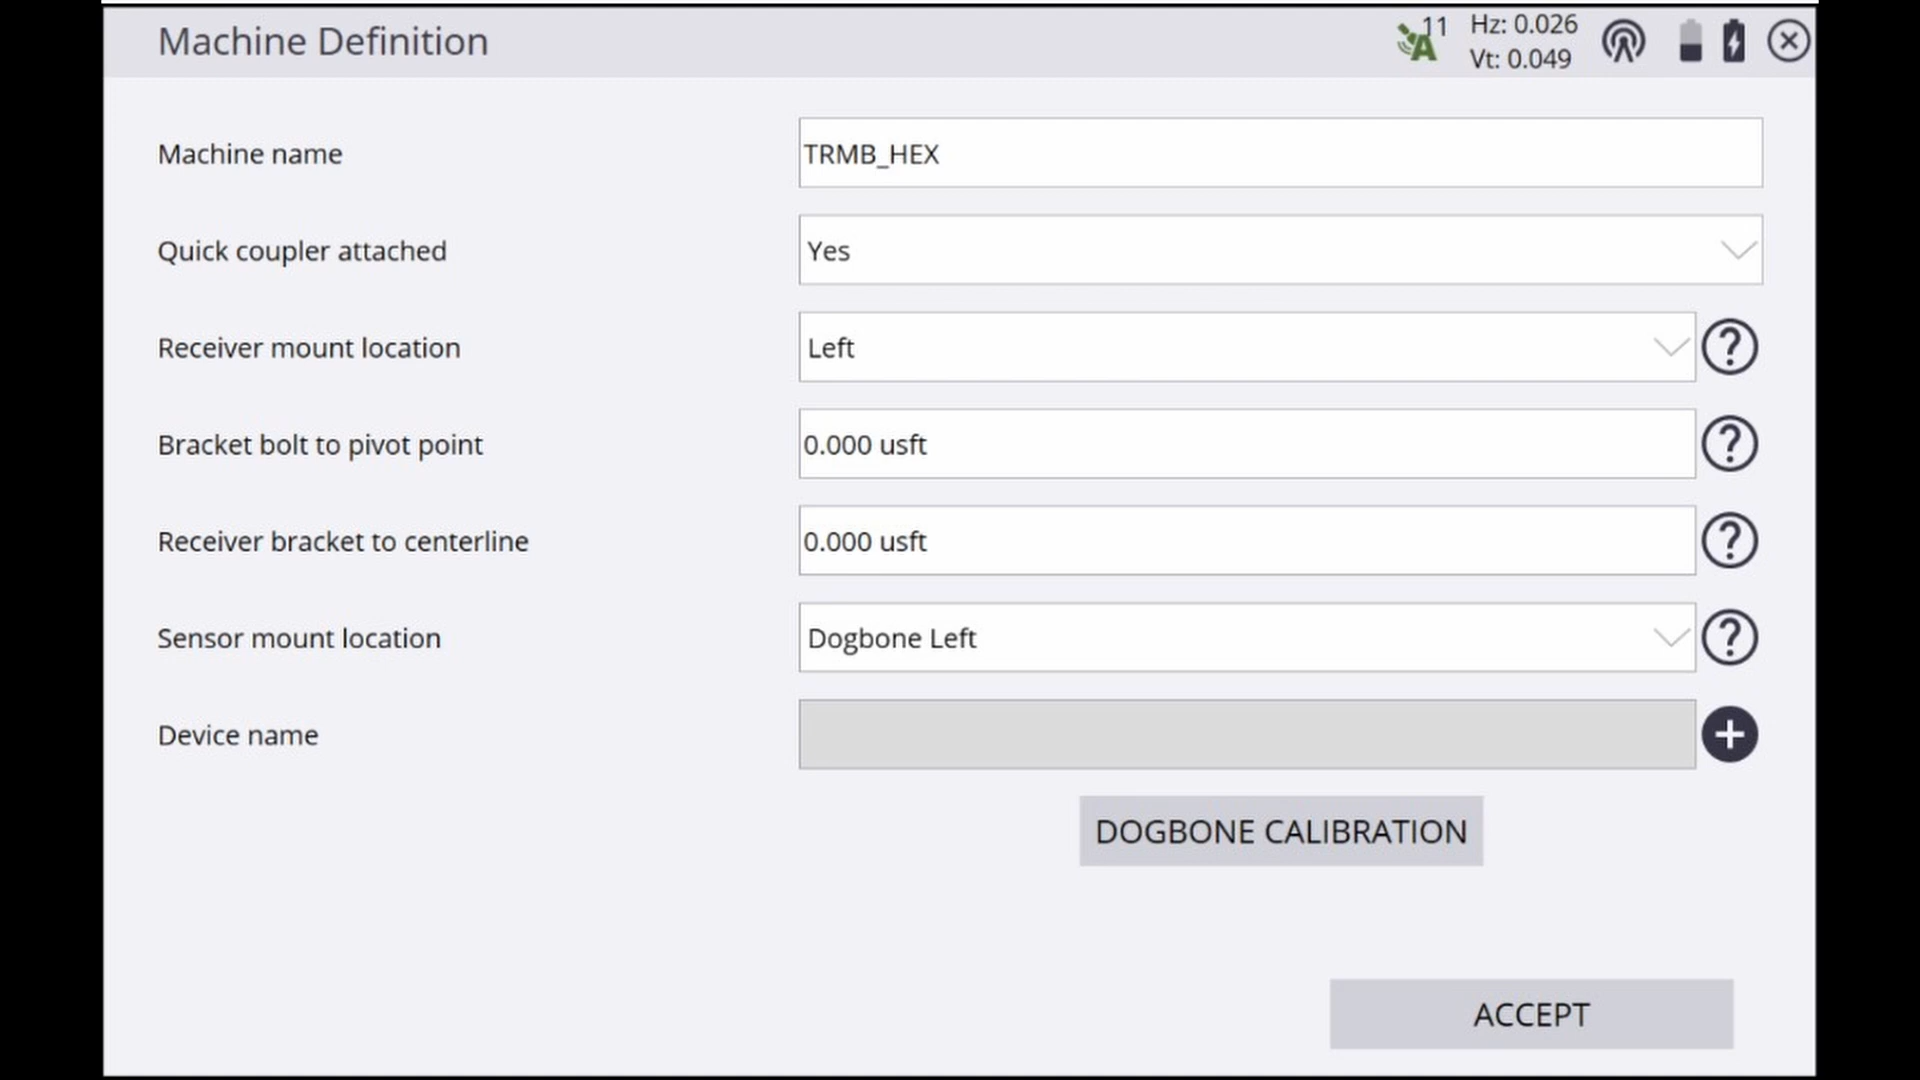 Machine Definition
11
Hz: 0.026
Vt: 0.049
Machine name
TRMB_HEX
Quick coupler attached
Yes
Receiver mount location
Left
?
Bracket bolt to pivot point
0.000 usft
?
Receiver bracket to centerline
0.000 usft
?
Sensor mount location
Dogbone Left
?
Device name
DOGBONE CALIBRATION
ACCEPT